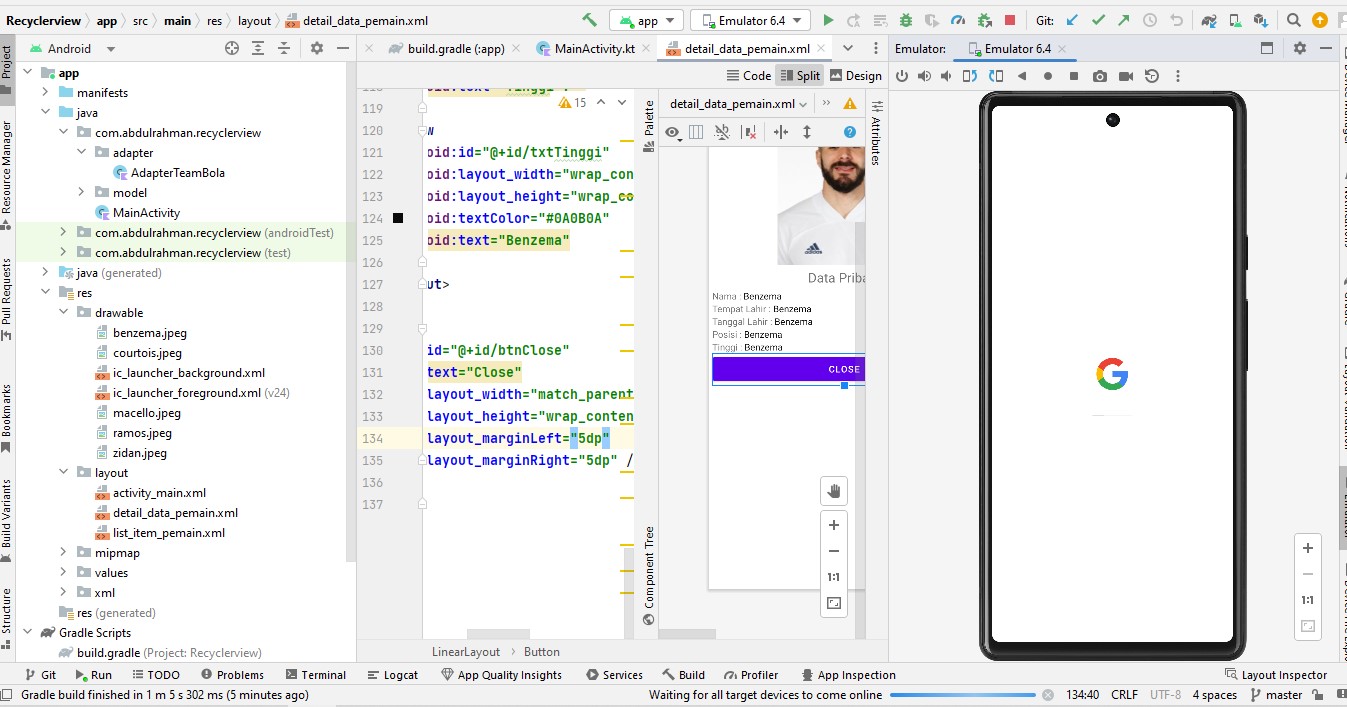 Recyclerview app src main res layout detail_data_pemain.xml
app Emulator 6.4 Git:
Android
build.gradle (:app) MainActivity.kt detail_data_pemain.xml
Emulator: Emulator 6.4
Code Split Design
Project
Resource Manager
Pull Requests
Bookmarks
Build Variants
Structure
app
manifests
java
com.abdulrahman.recyclerview
adapter
AdapterTeamBola
model
MainActivity
com.abdulrahman.recyclerview (androidTest)
com.abdulrahman.recyclerview (test)
java (generated)
res
drawable
benzema.jpeg
courtois.jpeg
ic_launcher_background.xml
ic_launcher_foreground.xml (v24)
macello.jpeg
ramos.jpeg
zidan.jpeg
layout
activity_main.xml
detail_data_pemain.xml
list_item_pemain.xml
mipmap
values
xml
res (generated)
Gradle Scripts
build.gradle (Project: Recyclerview)
15
119
120 w
121 oid:id="@+id/txtTinggi"
122 oid:layout_width="wrap_con
123 oid:layout_height="wrap_co
124 oid:textColor="#0A0B0A"
125 oid:text="Benzema"
126
127 ut>
128
129
130 id="@+id/btnClose"
131 text="Close"
132 layout_width="match_parent
133 layout_height="wrap_conten
134 layout_marginLeft="5dp"
135 layout_marginRight="5dp" /
136
137
LinearLayout Button
Palette
Component Tree
detail_data_pemain.xml
Attributes
Data Priba
Nama : Benzema
Tempat Lahir : Benzema
Tanggal Lahir : Benzema
Posisi : Benzema
Tinggi : Benzema
CLOSE
1:1
1:1
Git Run TODO Problems Terminal Logcat App Quality Insights Services Build Profiler App Inspection Layout Inspector
Gradle build finished in 1 m 5 s 302 ms (5 minutes ago) Waiting for all target devices to come online 134:40 CRLF UTF-8 4 spaces master